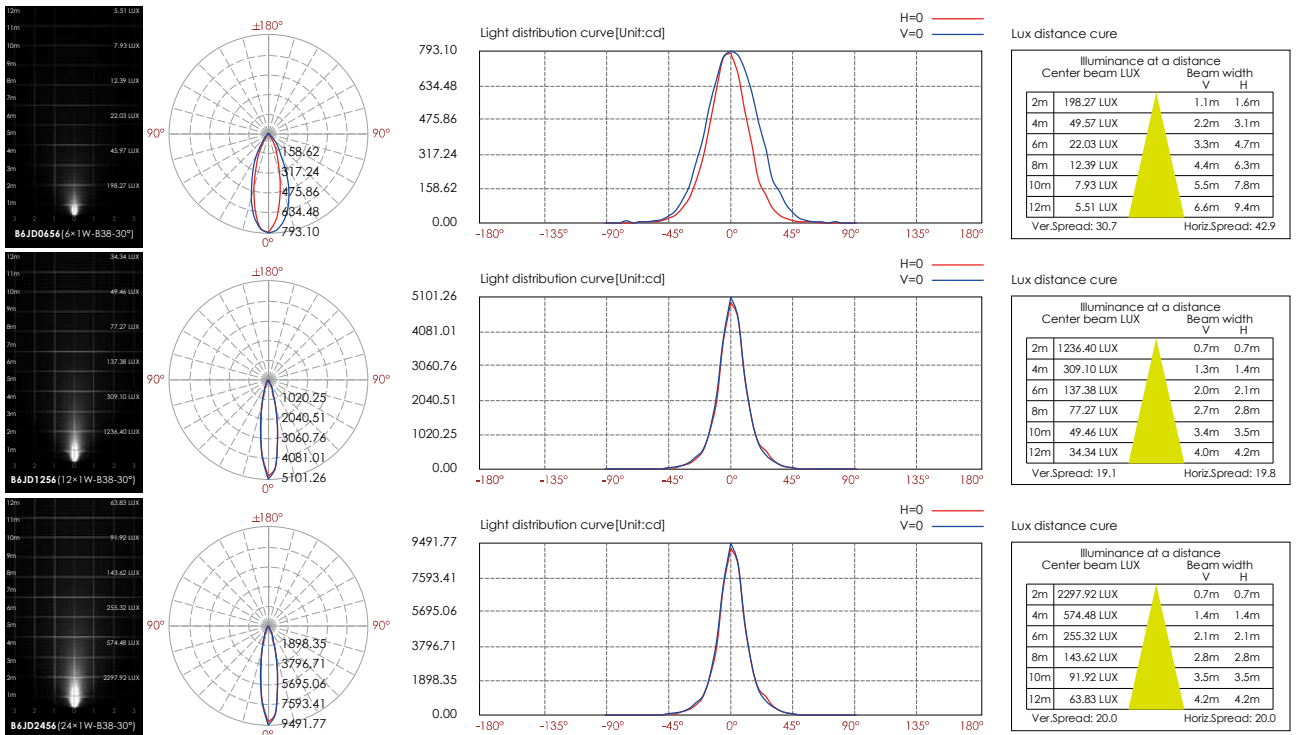 12m 5.51 LUX
11m
10m 7.93 LUX
9m
8m 12.39 LUX
7m
6m 22.03 LUX
5m
4m 45.97 LUX
3m
2m 198.27 LUX
1m
3 2 1 0 1 2 3
B6JD0656(6×1W-B38-30°)
±180°
90° 90°
158.62
317.24
475.86
634.48
793.10
0°
Light distribution curve[Unit:cd]
H=0
V=0
793.10
634.48
475.86
317.24
158.62
0.00
-180° -135° -90° -45° 0° 45° 90° 135° 180°
Lux distance cure
Illuminance at a distance
Center beam LUX Beam width
V H
2m 198.27 LUX 1.1m 1.6m
4m 49.57 LUX 2.2m 3.1m
6m 22.03 LUX 3.3m 4.7m
8m 12.39 LUX 4.4m 6.3m
10m 7.93 LUX 5.5m 7.8m
12m 5.51 LUX 6.6m 9.4m
Ver.Spread: 30.7 Horiz.Spread: 42.9
12m 34.34 LUX
11m
10m 49.46 LUX
9m
8m 77.27 LUX
7m
6m 137.38 LUX
5m
4m 309.10 LUX
3m
2m 1236.40 LUX
1m
3 2 1 0 1 2 3
B6JD1256(12×1W-B38-30°)
±180°
90° 90°
1020.25
2040.51
3060.76
4081.01
5101.26
0°
Light distribution curve[Unit:cd]
H=0
V=0
5101.26
4081.01
3060.76
2040.51
1020.25
0.00
-180° -135° -90° -45° 0° 45° 90° 135° 180°
Lux distance cure
Illuminance at a distance
Center beam LUX Beam width
V H
2m 1236.40 LUX 0.7m 0.7m
4m 309.10 LUX 1.3m 1.4m
6m 137.38 LUX 2.0m 2.1m
8m 77.27 LUX 2.7m 2.8m
10m 49.46 LUX 3.4m 3.5m
12m 34.34 LUX 4.0m 4.2m
Ver.Spread: 19.1 Horiz.Spread: 19.8
12m 63.83 LUX
11m
10m 91.92 LUX
9m
8m 143.62 LUX
7m
6m 255.32 LUX
5m
4m 574.48 LUX
3m
2m 2297.92 LUX
1m
3 2 1 0 1 2 3
B6JD2456(24×1W-B38-30°)
±180°
90° 90°
1898.35
3796.71
5695.06
7593.41
9491.77
0°
Light distribution curve[Unit:cd]
H=0
V=0
9491.77
7593.41
5695.06
3796.71
1898.35
0.00
-180° -135° -90° -45° 0° 45° 90° 135° 180°
Lux distance cure
Illuminance at a distance
Center beam LUX Beam width
V H
2m 2297.92 LUX 0.7m 0.7m
4m 574.48 LUX 1.4m 1.4m
6m 255.32 LUX 2.1m 2.1m
8m 143.62 LUX 2.8m 2.8m
10m 91.92 LUX 3.5m 3.5m
12m 63.83 LUX 4.2m 4.2m
Ver.Spread: 20.0 Horiz.Spread: 20.0